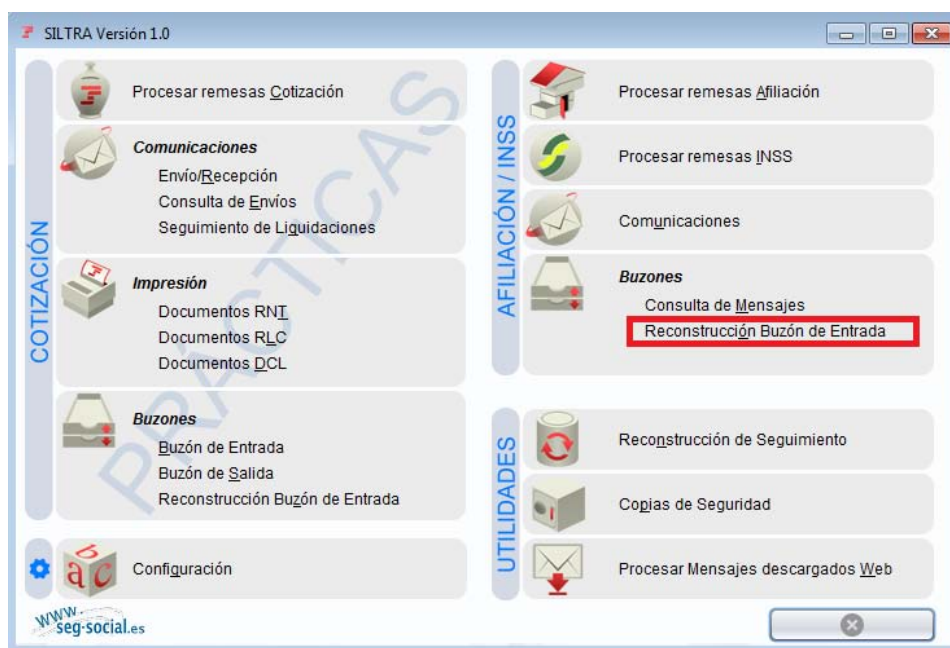 SILTRA Versión 1.0
COTIZACIÓN
Procesar remesas Cotización
Comunicaciones
Envío/Recepción
Consulta de Envíos
Seguimiento de Liquidaciones
Impresión
Documentos RNT
Documentos RLC
Documentos DCL
Buzones
Buzón de Entrada
Buzón de Salida
Reconstrucción Buzón de Entrada
Configuración
AFILIACIÓN / INSS
Procesar remesas Afiliación
Procesar remesas INSS
Comunicaciones
Buzones
Consulta de Mensajes
Reconstrucción Buzón de Entrada
UTILIDADES
Reconstrucción de Seguimiento
Copias de Seguridad
Procesar Mensajes descargados Web
PRÁCTICAS
b
a c
www.
seg-social.es